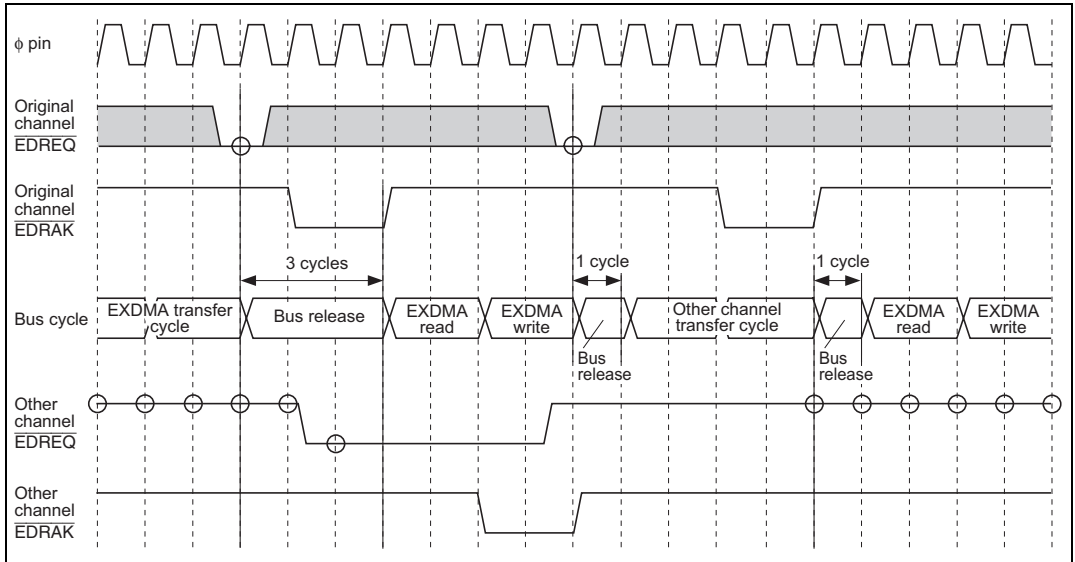 ϕ pin
Original
channel
EDREQ
Original
channel
EDRAK
3 cycles
1 cycle
1 cycle
Bus cycle
EXDMA transfer
cycle
Bus release
EXDMA
read
EXDMA
write
Other channel
transfer cycle
EXDMA
read
EXDMA
write
Bus
release
Bus
release
Other
channel
EDREQ
Other
channel
EDRAK